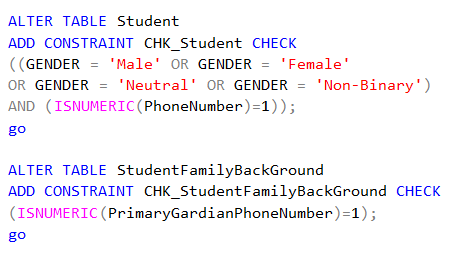 ALTER TABLE Student
ADD CONSTRAINT CHK_Student CHECK
((GENDER = 'Male' OR GENDER = 'Female'
OR GENDER = 'Neutral' OR GENDER = 'Non-Binary')
AND (ISNUMERIC(PhoneNumber)=1));
go
ALTER TABLE StudentFamilyBackGround
ADD CONSTRAINT CHK_StudentFamilyBackGround CHECK
(ISNUMERIC(PrimaryGardianPhoneNumber)=1);
go